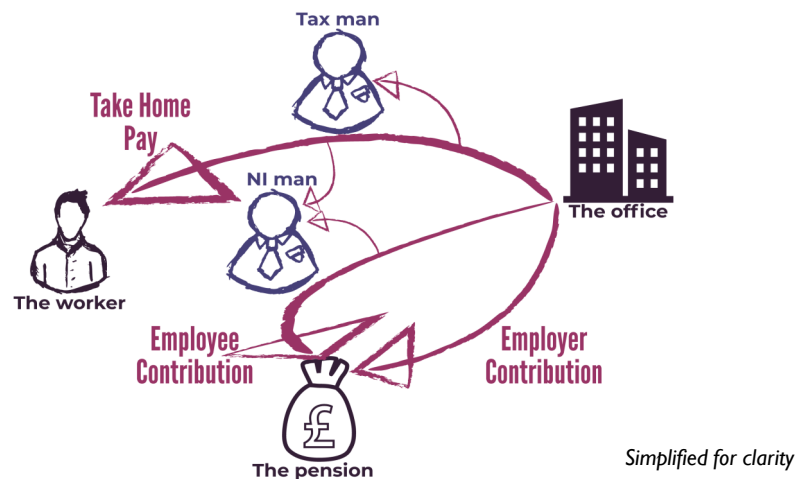 Tax man
Take Home
Pay
NI man
The office
The worker
Employee
Contribution
Employer
Contribution
£
The pension
Simplified for clarity